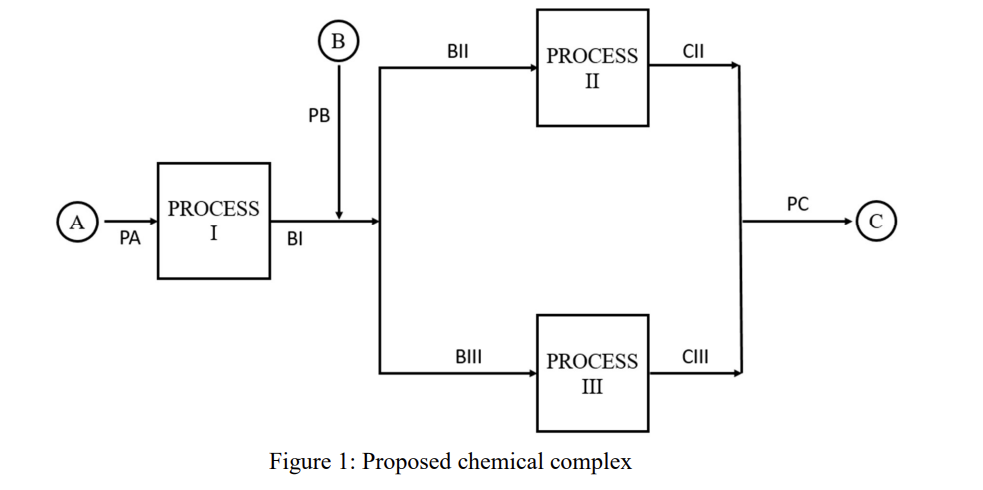 B
BII
PROCESS
II
CII
PB
A
PA
PROCESS
I
BI
PC
C
BIII
PROCESS
III
CIII
Figure 1: Proposed chemical complex